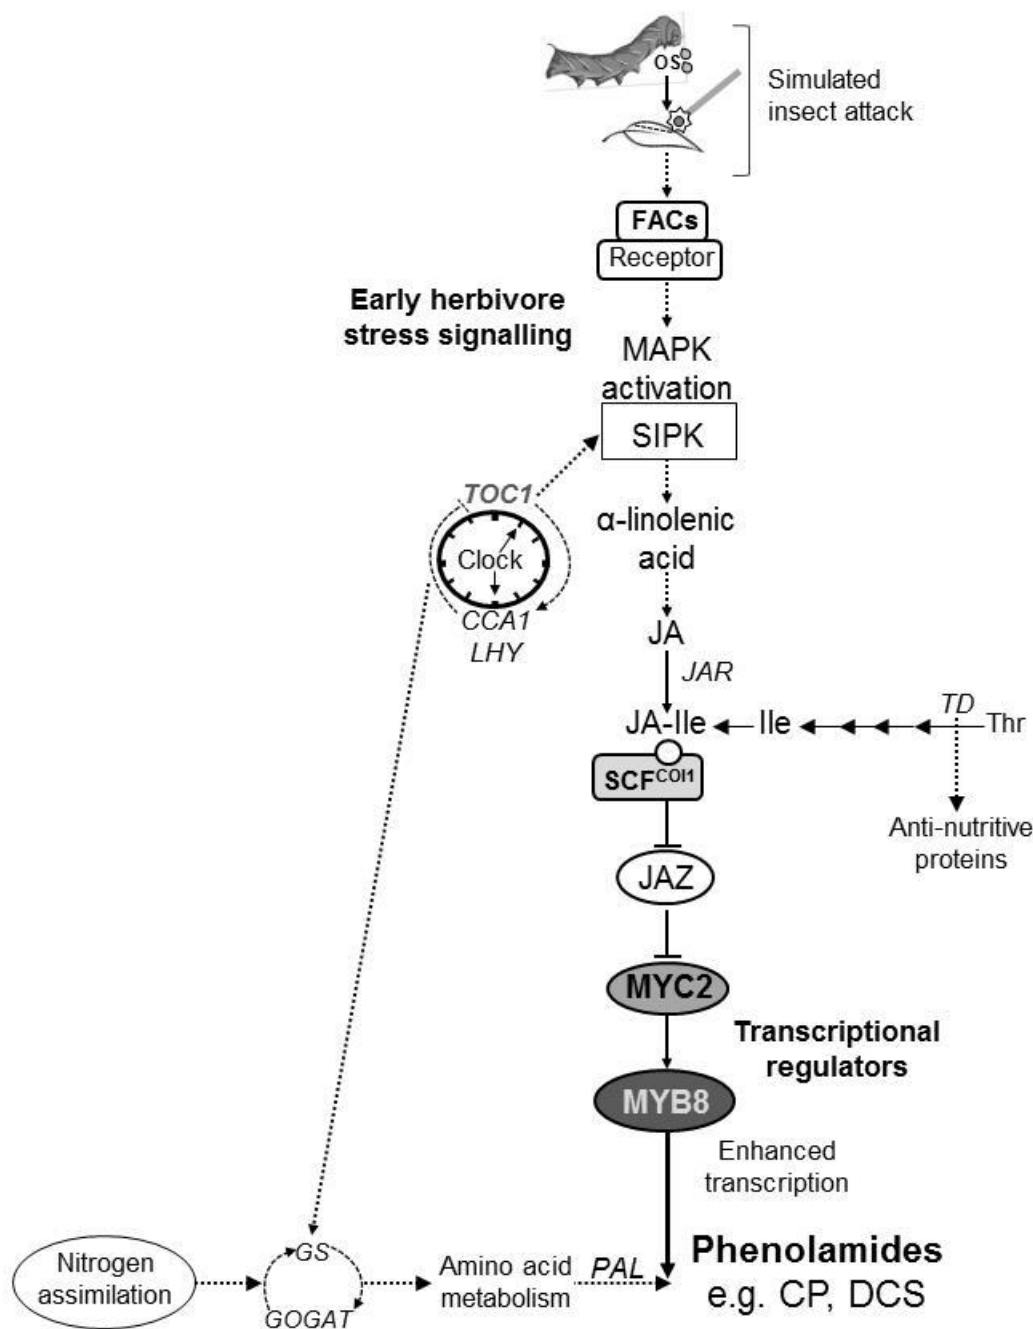 OS
Simulated
insect attack
FACs
Receptor
Early herbivore
stress signalling
MAPK
activation
SIPK
TOC1
Clock
CCA1
LHY
α-linolenic
acid
JA
JAR
JA-Ile
Ile
TD
Thr
SCF^COI1
Anti-nutritive
proteins
JAZ
MYC2
Transcriptional
regulators
MYB8
Enhanced
transcription
Nitrogen
assimilation
GS
GOGAT
Amino acid
metabolism
PAL
Phenolamides
e.g. CP, DCS